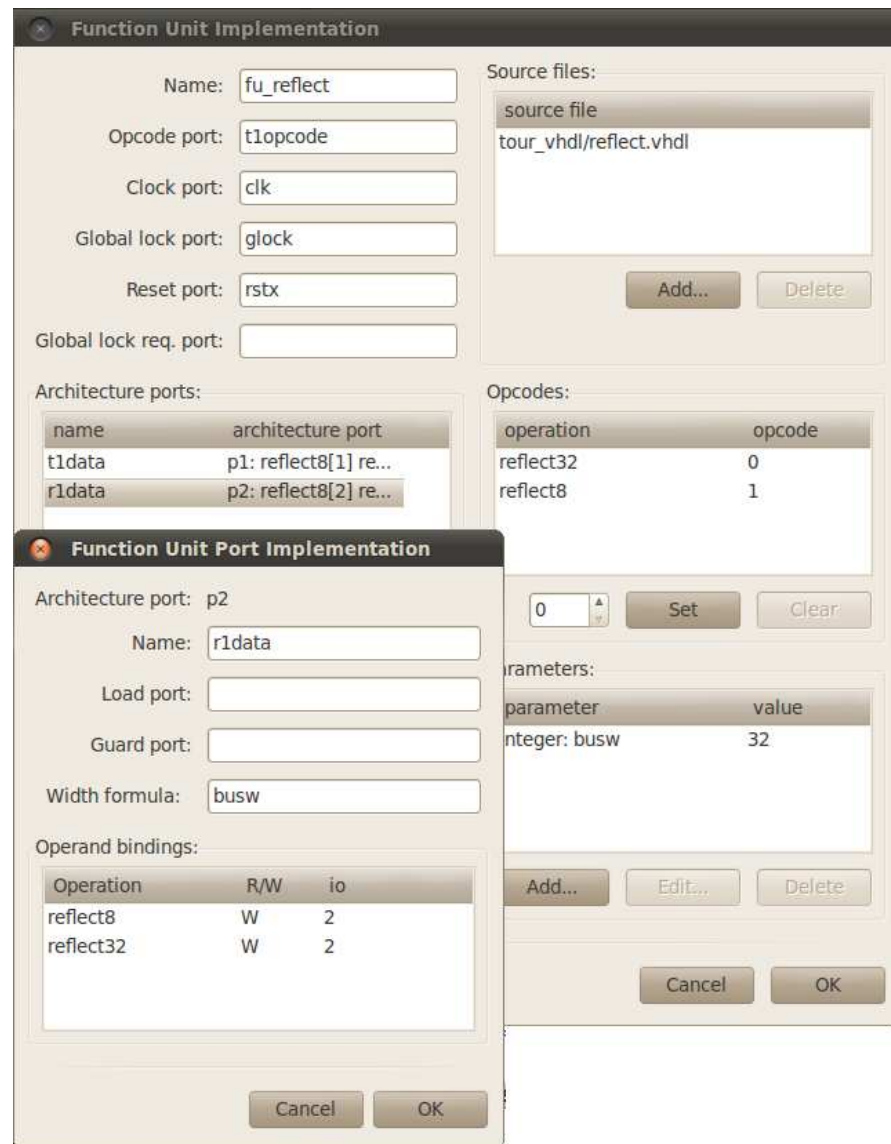 Function Unit Implementation
Name: fu_reflect
Opcode port: t1opcode
Clock port: clk
Global lock port: glock
Reset port: rstx
Global lock req. port:
Source files:
source file
tour_vhdl/reflect.vhdl
Add... Delete
Architecture ports:
name architecture port
t1data p1: reflect8[1] re...
r1data p2: reflect8[2] re...
Opcodes:
operation opcode
reflect32 0
reflect8 1
0 Set Clear
rameters:
parameter value
nteger: busw 32
Add... Edit... Delete
Cancel OK
Function Unit Port Implementation
Architecture port: p2
Name: r1data
Load port:
Guard port:
Width formula: busw
Operand bindings:
Operation R/W io
reflect8 W 2
reflect32 W 2
Cancel OK